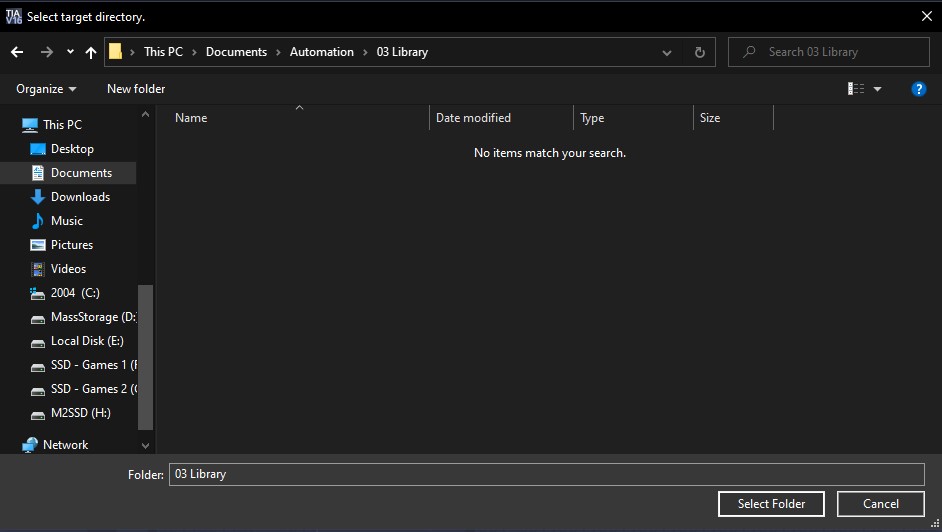 TIA V16 Select target directory.
This PC > Documents > Automation > 03 Library Search 03 Library
Organize New folder ?
Name Date modified Type Size
No items match your search.
This PC
Desktop
Documents
Downloads
Music
Pictures
Videos
2004 (C:)
MassStorage (D:
Local Disk (E:)
SSD - Games 1 (F
SSD - Games 2 (G
M2SSD (H:)
Network
Folder: 03 Library
Select Folder Cancel